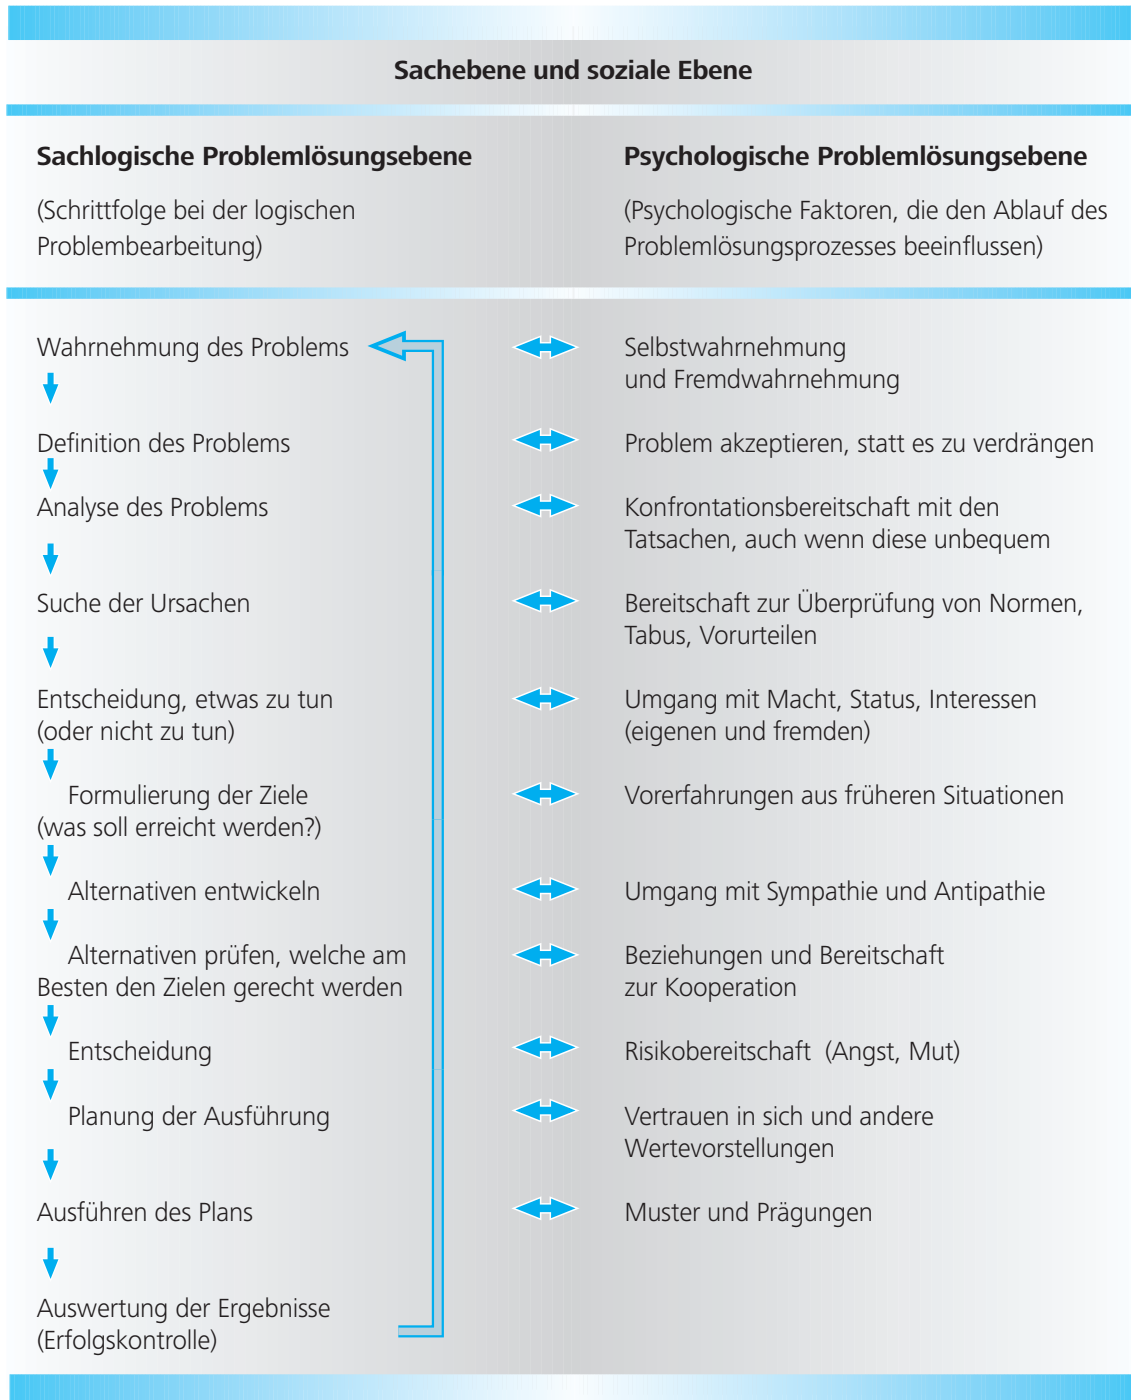 Sachebene und soziale Ebene
Sachlogische Problemlösungsebene
(Schrittfolge bei der logischen
Problembearbeitung)
Psychologische Problemlösungsebene
(Psychologische Faktoren, die den Ablauf des
Problemlösungsprozesses beeinflussen)
Wahrnehmung des Problems
Selbstwahrnehmung
und Fremdwahrnehmung
Definition des Problems
Problem akzeptieren, statt es zu verdrängen
Analyse des Problems
Konfrontationsbereitschaft mit den
Tatsachen, auch wenn diese unbequem
Suche der Ursachen
Bereitschaft zur Überprüfung von Normen,
Tabus, Vorurteilen
Entscheidung, etwas zu tun
(oder nicht zu tun)
Umgang mit Macht, Status, Interessen
(eigenen und fremden)
Formulierung der Ziele
(was soll erreicht werden?)
Vorerfahrungen aus früheren Situationen
Alternativen entwickeln
Umgang mit Sympathie und Antipathie
Alternativen prüfen, welche am
Besten den Zielen gerecht werden
Beziehungen und Bereitschaft
zur Kooperation
Entscheidung
Risikobereitschaft (Angst, Mut)
Planung der Ausführung
Vertrauen in sich und andere
Wertevorstellungen
Ausführen des Plans
Muster und Prägungen
Auswertung der Ergebnisse
(Erfolgskontrolle)